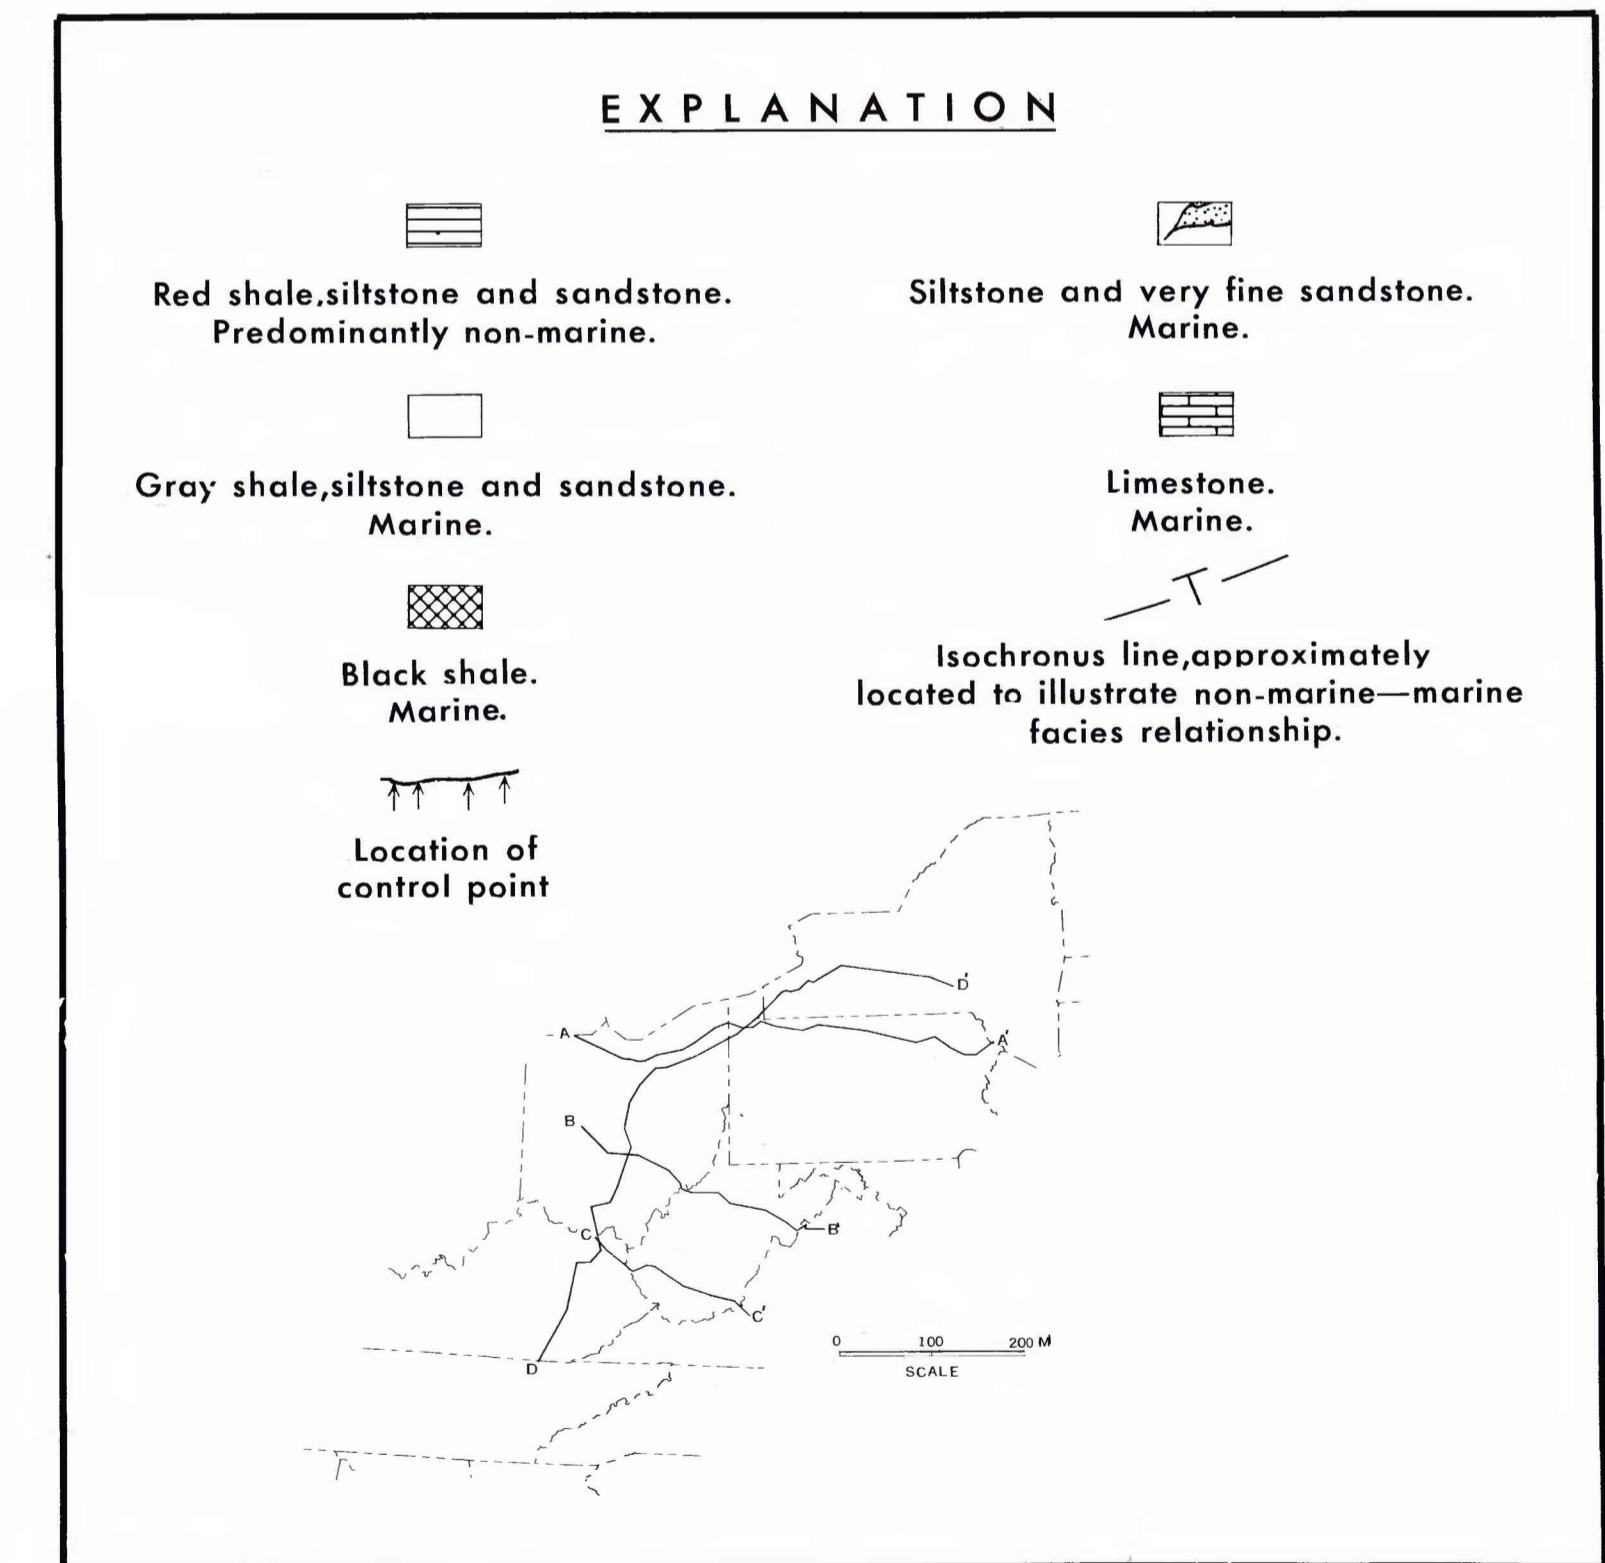 EXPLANATION
Red shale,siltstone and sandstone.
Predominantly non-marine.
Gray shale,siltstone and sandstone.
Marine.
Black shale.
Marine.
Location of
control point
Siltstone and very fine sandstone.
Marine.
Limestone.
Marine.
T
Isochronus line,approximately
located to illustrate non-marine—marine
facies relationship.
D'
A
A'
B
B'
C
C'
D
0 100 200 M
SCALE